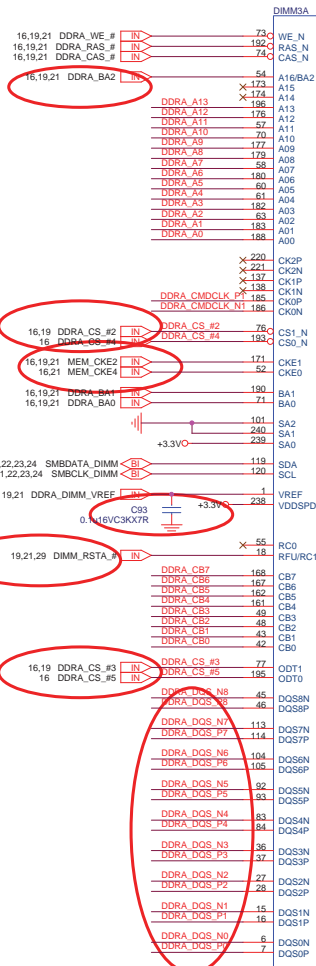 DIMM3A
16,19,21 DDRA_WE_# IN 73 WE_N
16,19,21 DDRA_RAS_# IN 192 RAS_N
16,19,21 DDRA_CAS_# IN 74 CAS_N
16,19,21 DDRA_BA2 IN 54 A16/BA2
173 A15
174 A14
DDRA_A13 196 A13
DDRA_A12 176 A12
DDRA_A11 57 A11
DDRA_A10 70 A10
DDRA_A9 177 A09
DDRA_A8 179 A08
DDRA_A7 58 A07
DDRA_A6 180 A06
DDRA_A5 60 A05
DDRA_A4 61 A04
DDRA_A3 182 A03
DDRA_A2 63 A02
DDRA_A1 183 A01
DDRA_A0 188 A00
220 CK2P
221 CK2N
137 CK1P
138 CK1N
DDRA_CMDCLK_P1 185 CK0P
DDRA_CMDCLK_N1 186 CK0N
16,19 DDRA_CS_#2 IN DDRA_CS_#2 76 CS1_N
16 DDRA_CS_#4 IN DDRA_CS_#4 193 CS0_N
16,19,21 MEM_CKE2 IN 171 CKE1
16,21 MEM_CKE4 IN 52 CKE0
16,19,21 DDRA_BA1 IN 190 BA1
16,19,21 DDRA_BA0 IN 71 BA0
101 SA2
240 SA1
+3.3V 239 SA0
,22,23,24 SMBDATA_DIMM BI 119 SDA
1,22,23,24 SMBCLK_DIMM BI 120 SCL
19,21 DDRA_DIMM_VREF IN 1 VREF
+3.3V 238 VDDSPD
C93
0.1u16VC3KX7R
55 RC0
19,21,29 DIMM_RSTA_# IN 18 RFU/RC1
DDRA_CB7 168 CB7
DDRA_CB6 167 CB6
DDRA_CB5 162 CB5
DDRA_CB4 161 CB4
DDRA_CB3 49 CB3
DDRA_CB2 48 CB2
DDRA_CB1 43 CB1
DDRA_CB0 42 CB0
16,19 DDRA_CS_#3 IN DDRA_CS_#3 77 ODT1
16 DDRA_CS_#5 IN DDRA_CS_#5 195 ODT0
DDRA_DQS_N8 45 DQS8N
DDRA_DQS_P8 46 DQS8P
DDRA_DQS_N7 113 DQS7N
DDRA_DQS_P7 114 DQS7P
DDRA_DQS_N6 104 DQS6N
DDRA_DQS_P6 105 DQS6P
DDRA_DQS_N5 92 DQS5N
DDRA_DQS_P5 93 DQS5P
DDRA_DQS_N4 83 DQS4N
DDRA_DQS_P4 84 DQS4P
DDRA_DQS_N3 36 DQS3N
DDRA_DQS_P3 37 DQS3P
DDRA_DQS_N2 27 DQS2N
DDRA_DQS_P2 28 DQS2P
DDRA_DQS_N1 15 DQS1N
DDRA_DQS_P1 16 DQS1P
DDRA_DQS_N0 6 DQS0N
DDRA_DQS_P0 7 DQS0P